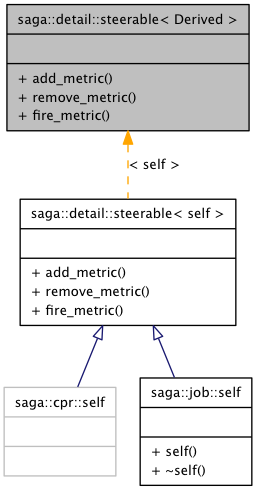 saga::detail::steerable< Derived >
+ add_metric()
+ remove_metric()
+ fire_metric()
< self >
saga::detail::steerable< self >
+ add_metric()
+ remove_metric()
+ fire_metric()
saga::cpr::self
saga::job::self
+ self()
+ ~self()